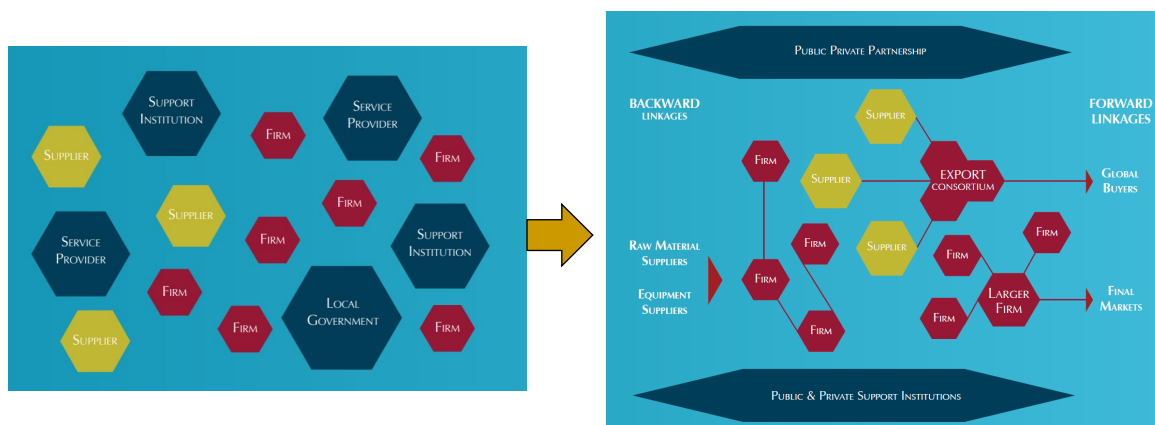 SUPPORT
INSTITUTION
SERVICE
PROVIDER
FIRM
SUPPLIER
FIRM
FIRM
SUPPLIER
FIRM
SERVICE
PROVIDER
SUPPORT
INSTITUTION
FIRM
LOCAL
GOVERNMENT
FIRM
FIRM
SUPPLIER
PUBLIC PRIVATE PARTNERSHIP
BACKWARD
LINKAGES
FORWARD
LINKAGES
SUPPLIER
FIRM
SUPPLIER
EXPORT
CONSORTIUM
GLOBAL
BUYERS
FIRM
SUPPLIER
FIRM
RAW MATERIAL
SUPPLIERS
FIRM
FIRM
EQUIPMENT
SUPPLIERS
LARGER
FIRM
FINAL
MARKETS
FIRM
FIRM
PUBLIC & PRIVATE SUPPORT INSTITUTIONS